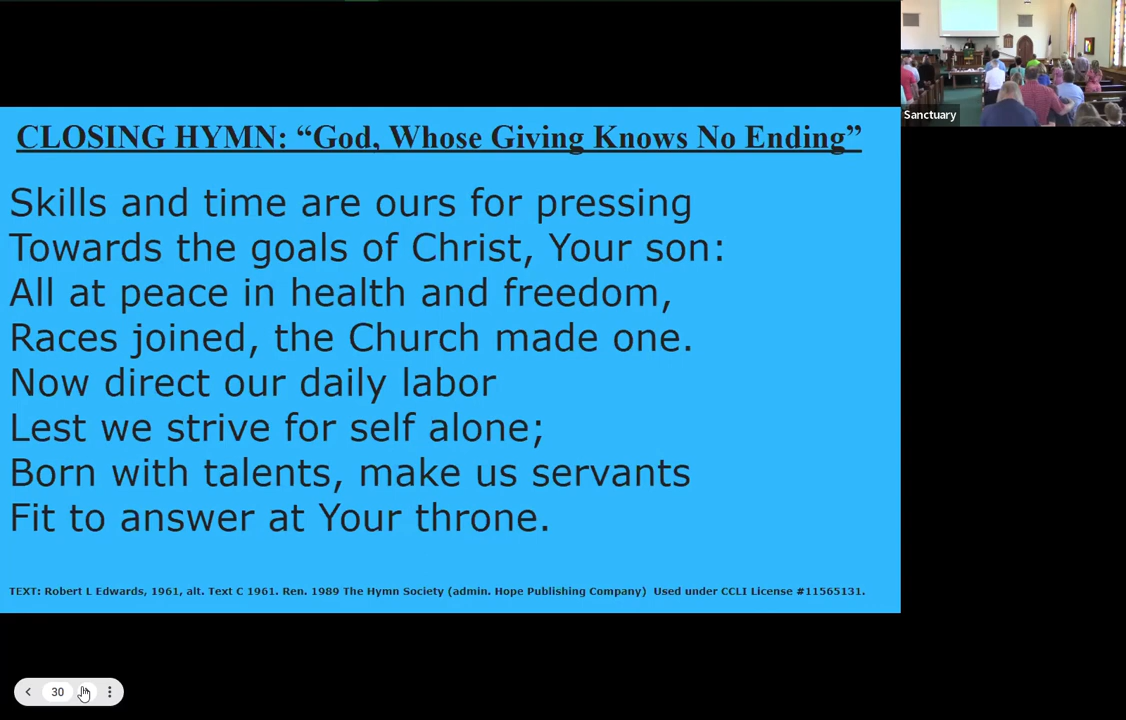 CLOSING HYMN: “God, Whose Giving Knows No Ending”
Skills and time are ours for pressing
Towards the goals of Christ, Your son:
All at peace in health and freedom,
Races joined, the Church made one.
Now direct our daily labor
Lest we strive for self alone;
Born with talents, make us servants
Fit to answer at Your throne.
TEXT: Robert L Edwards, 1961, alt. Text C 1961. Ren. 1989 The Hymn Society (admin. Hope Publishing Company) Used under CCLI License #11565131.
Sanctuary
30